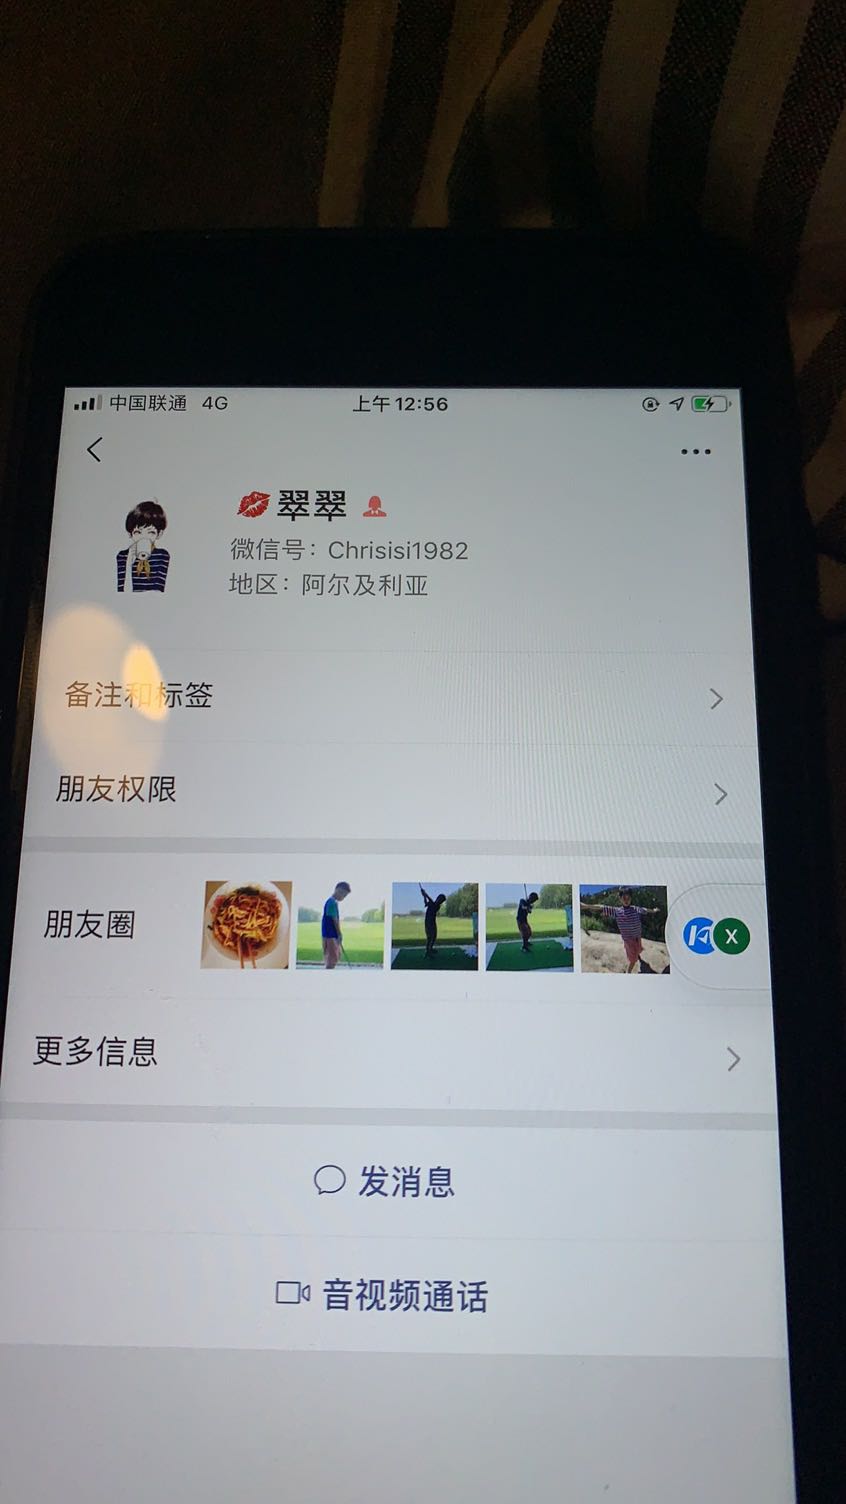 中国联通 4G 上午12:56
💋翠翠
微信号：Chrisisi1982
地区：阿尔及利亚
备注和标签
朋友权限
朋友圈
X
更多信息
发消息
音视频通话